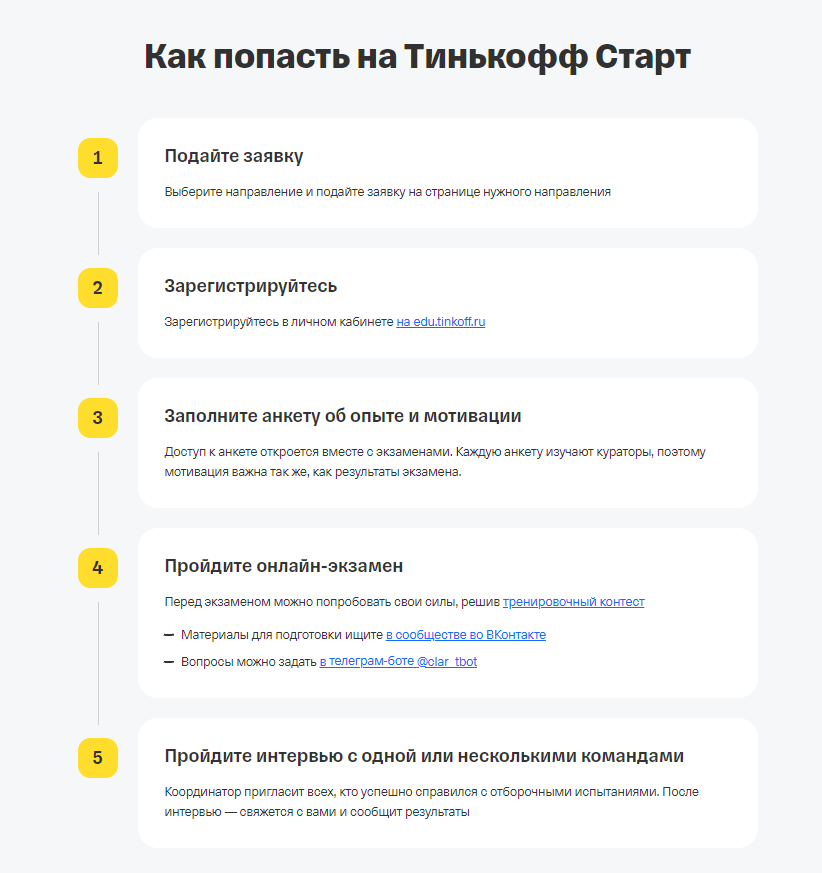 Как попасть на Тинькофф Старт
1
Подайте заявку
Выберите направление и подайте заявку на странице нужного направления
2
Зарегистрируйтесь
Зарегистрируйтесь в личном кабинете на edu.tinkoff.ru
3
Заполните анкету об опыте и мотивации
Доступ к анкете откроется вместе с экзаменами. Каждую анкету изучают кураторы, поэтому
мотивация важна так же, как результаты экзамена.
4
Пройдите онлайн-экзамен
Перед экзаменом можно попробовать свои силы, решив тренировочный контест
— Материалы для подготовки ищите в сообществе во ВКонтакте
— Вопросы можно задать в телеграм-боте @clar_tbot
5
Пройдите интервью с одной или несколькими командами
Координатор пригласит всех, кто успешно справился с отборочными испытаниями. После
интервью — свяжется с вами и сообщит результаты